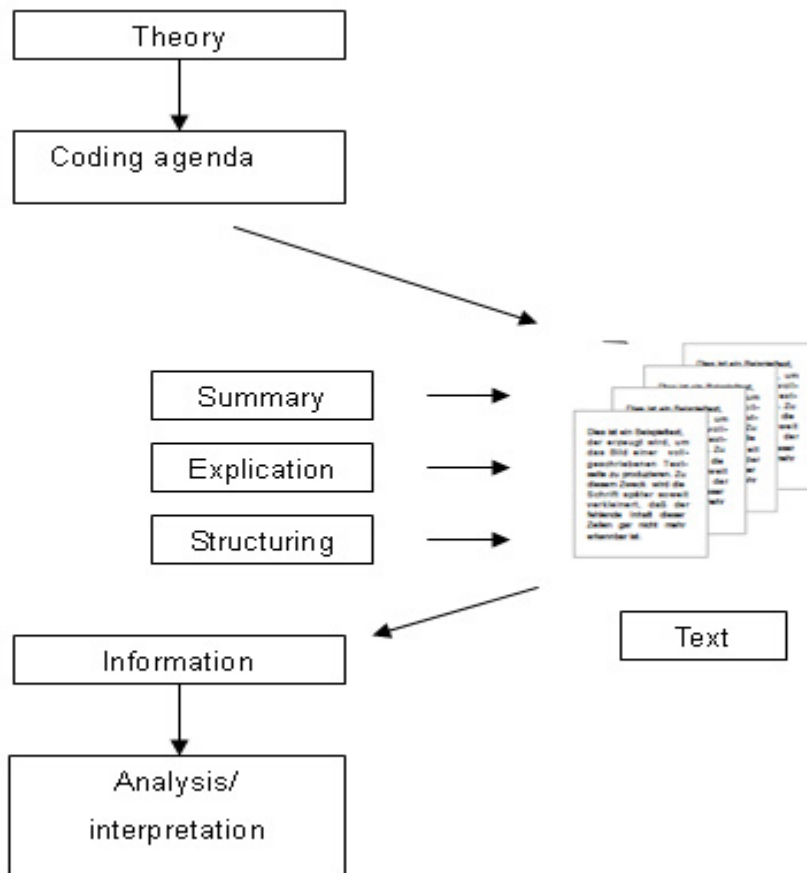 Theory
Coding agenda
Summary
Explication
Structuring
Dies ist ein Beispieltext,
der erzeugt wird, um
das Bild einer voll-
geschriebenen Text-
seite zu produzieren. Zu
diesem Zweck wird die
Schrift später soweit
verkleinert, daß der
fehlende Inhalt dieser
Zeilen gar nicht mehr
erkennbar ist.
Text
Information
Analysis/
interpretation